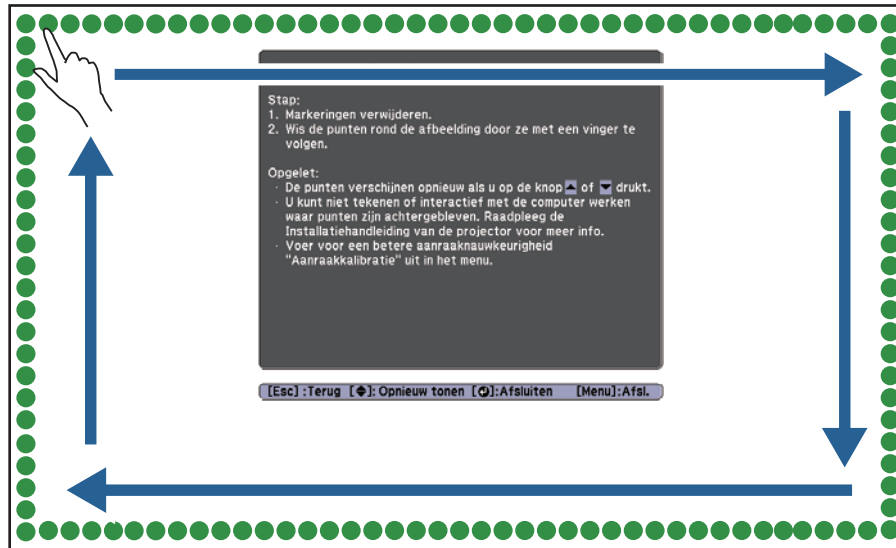 Stap:
1. Markeringen verwijderen.
2. Wis de punten rond de afbeelding door ze met een vinger te
volgen.
Opgelet:
· De punten verschijnen opnieuw als u op de knop ▲ of ▼ drukt.
· U kunt niet tekenen of interactief met de computer werken
waar punten zijn achtergebleven. Raadpleeg de
Installatiehandleiding van de projector voor meer info.
· Voer voor een betere aanraaknauwkeurigheid
"Aanraakkalibratie" uit in het menu.
[Esc] :Terug [◆]: Opnieuw tonen [⏎]:Afsluiten [Menu]:Afsl.